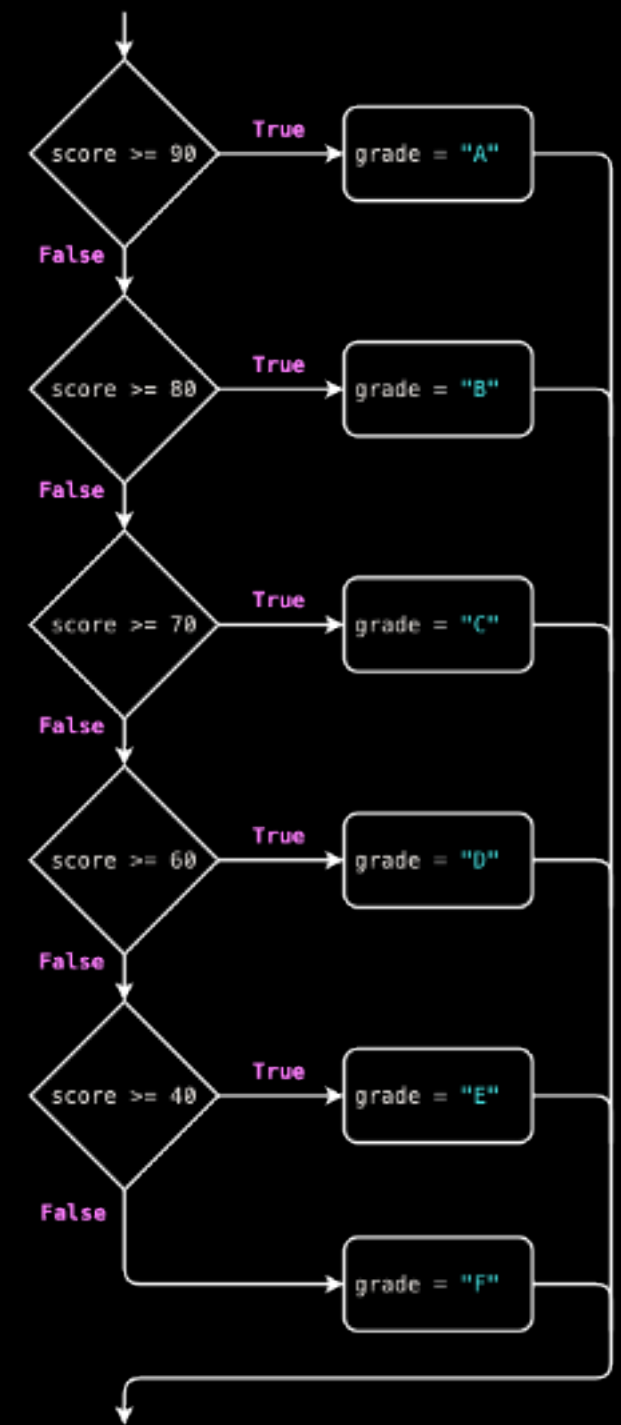 True
score >= 90
grade = "A"
False
True
score >= 80
grade = "B"
False
True
score >= 70
grade = "C"
False
True
score >= 60
grade = "D"
False
True
score >= 40
grade = "E"
False
grade = "F"